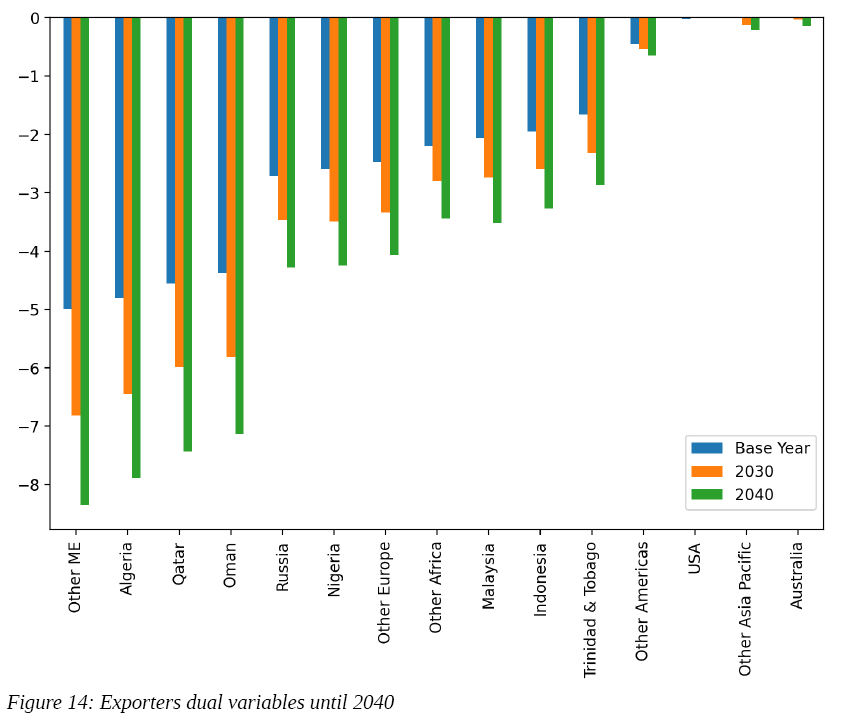 0
−1
−2
−3
−4
−5
−6
−7
−8
Base Year
2030
2040
Other ME
Algeria
Qatar
Oman
Russia
Nigeria
Other Europe
Other Africa
Malaysia
Indonesia
Trinidad & Tobago
Other Americas
USA
Other Asia Pacific
Australia
Figure 14: Exporters dual variables until 2040